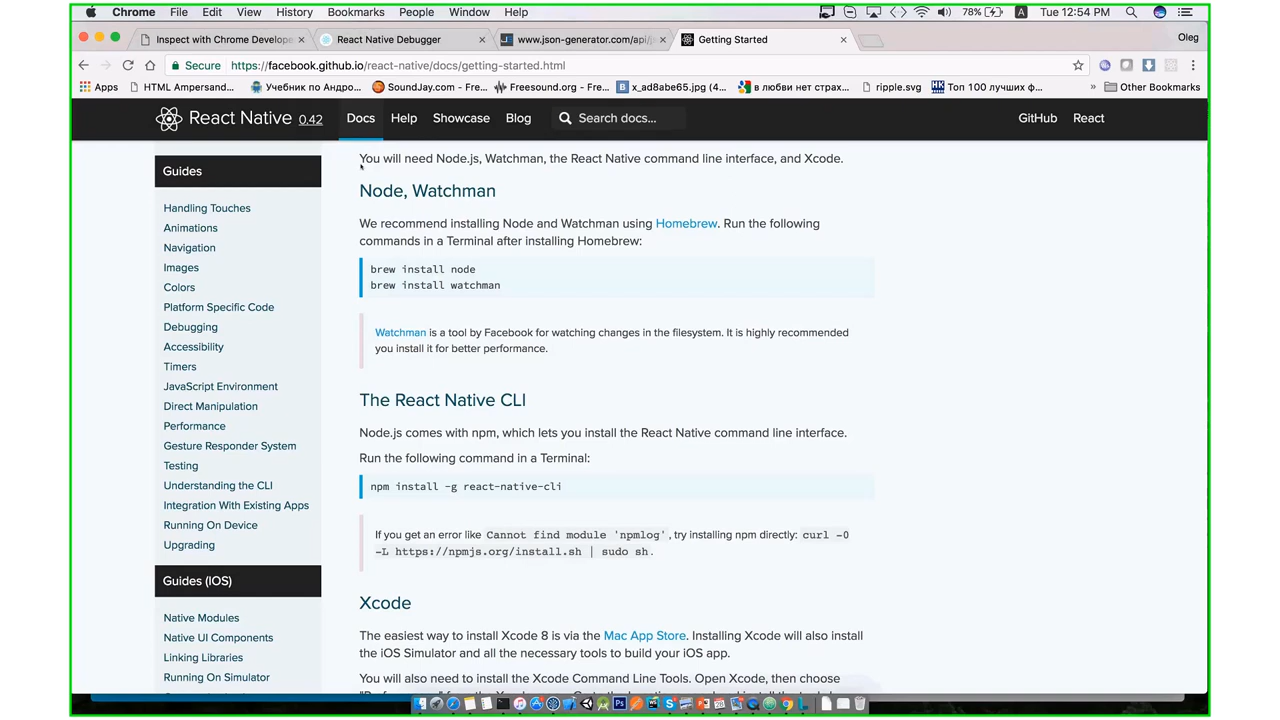 Chrome File Edit View History Bookmarks People Window Help 78% A Tue 12:54 PM
Inspect with Chrome Develope React Native Debugger www.json-generator.com/api/j Getting Started Oleg
Secure https://facebook.github.io/react-native/docs/getting-started.html
Apps HTML Ampersand... Учебник по Андро... SoundJay.com - Fre... Freesound.org - Fre... x_ad8abe65.jpg (4... в любви нет страх... ripple.svg Топ 100 лучших ф... » Other Bookmarks
React Native 0.42 Docs Help Showcase Blog Search docs... GitHub React
You will need Node.js, Watchman, the React Native command line interface, and Xcode.
Node, Watchman
We recommend installing Node and Watchman using Homebrew. Run the following
commands in a Terminal after installing Homebrew:
brew install node
brew install watchman
Watchman is a tool by Facebook for watching changes in the filesystem. It is highly recommended
you install it for better performance.
The React Native CLI
Node.js comes with npm, which lets you install the React Native command line interface.
Run the following command in a Terminal:
npm install -g react-native-cli
If you get an error like Cannot find module 'npmlog', try installing npm directly: curl -0
-L https://npmjs.org/install.sh | sudo sh.
Xcode
The easiest way to install Xcode 8 is via the Mac App Store. Installing Xcode will also install
the iOS Simulator and all the necessary tools to build your iOS app.
You will also need to install the Xcode Command Line Tools. Open Xcode, then choose
Guides
Handling Touches
Animations
Navigation
Images
Colors
Platform Specific Code
Debugging
Accessibility
Timers
JavaScript Environment
Direct Manipulation
Performance
Gesture Responder System
Testing
Understanding the CLI
Integration With Existing Apps
Running On Device
Upgrading
Guides (IOS)
Native Modules
Native UI Components
Linking Libraries
Running On Simulator